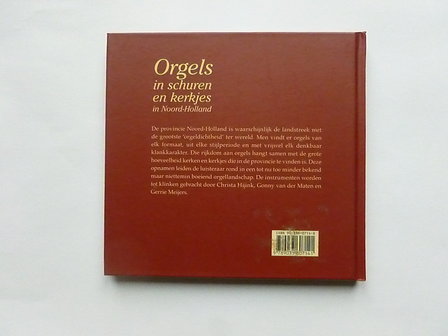 Orgels
in schuren
en kerkjes
in Noord-Holland
De provincie Noord-Holland is waarschijnlijk de landstreek met
de grootste 'orgeldichtheid' ter wereld. Men vindt er orgels van
elk formaat, uit elke stijlperiode en met vrijwel elk denkbaar
klankkarakter. Die rijkdom aan orgels hangt samen met de grote
hoeveelheid kerken en kerkjes die in de provincie te vinden is. Deze
opnamen leiden de luisteraar rond in een tot nu toe minder bekend
maar niettemin boeiend orgellandschap. De instrumenten worden
tot klinken gebracht door Christa Hijink, Gonny van der Maten en
Gerrie Meijers.
ISBN